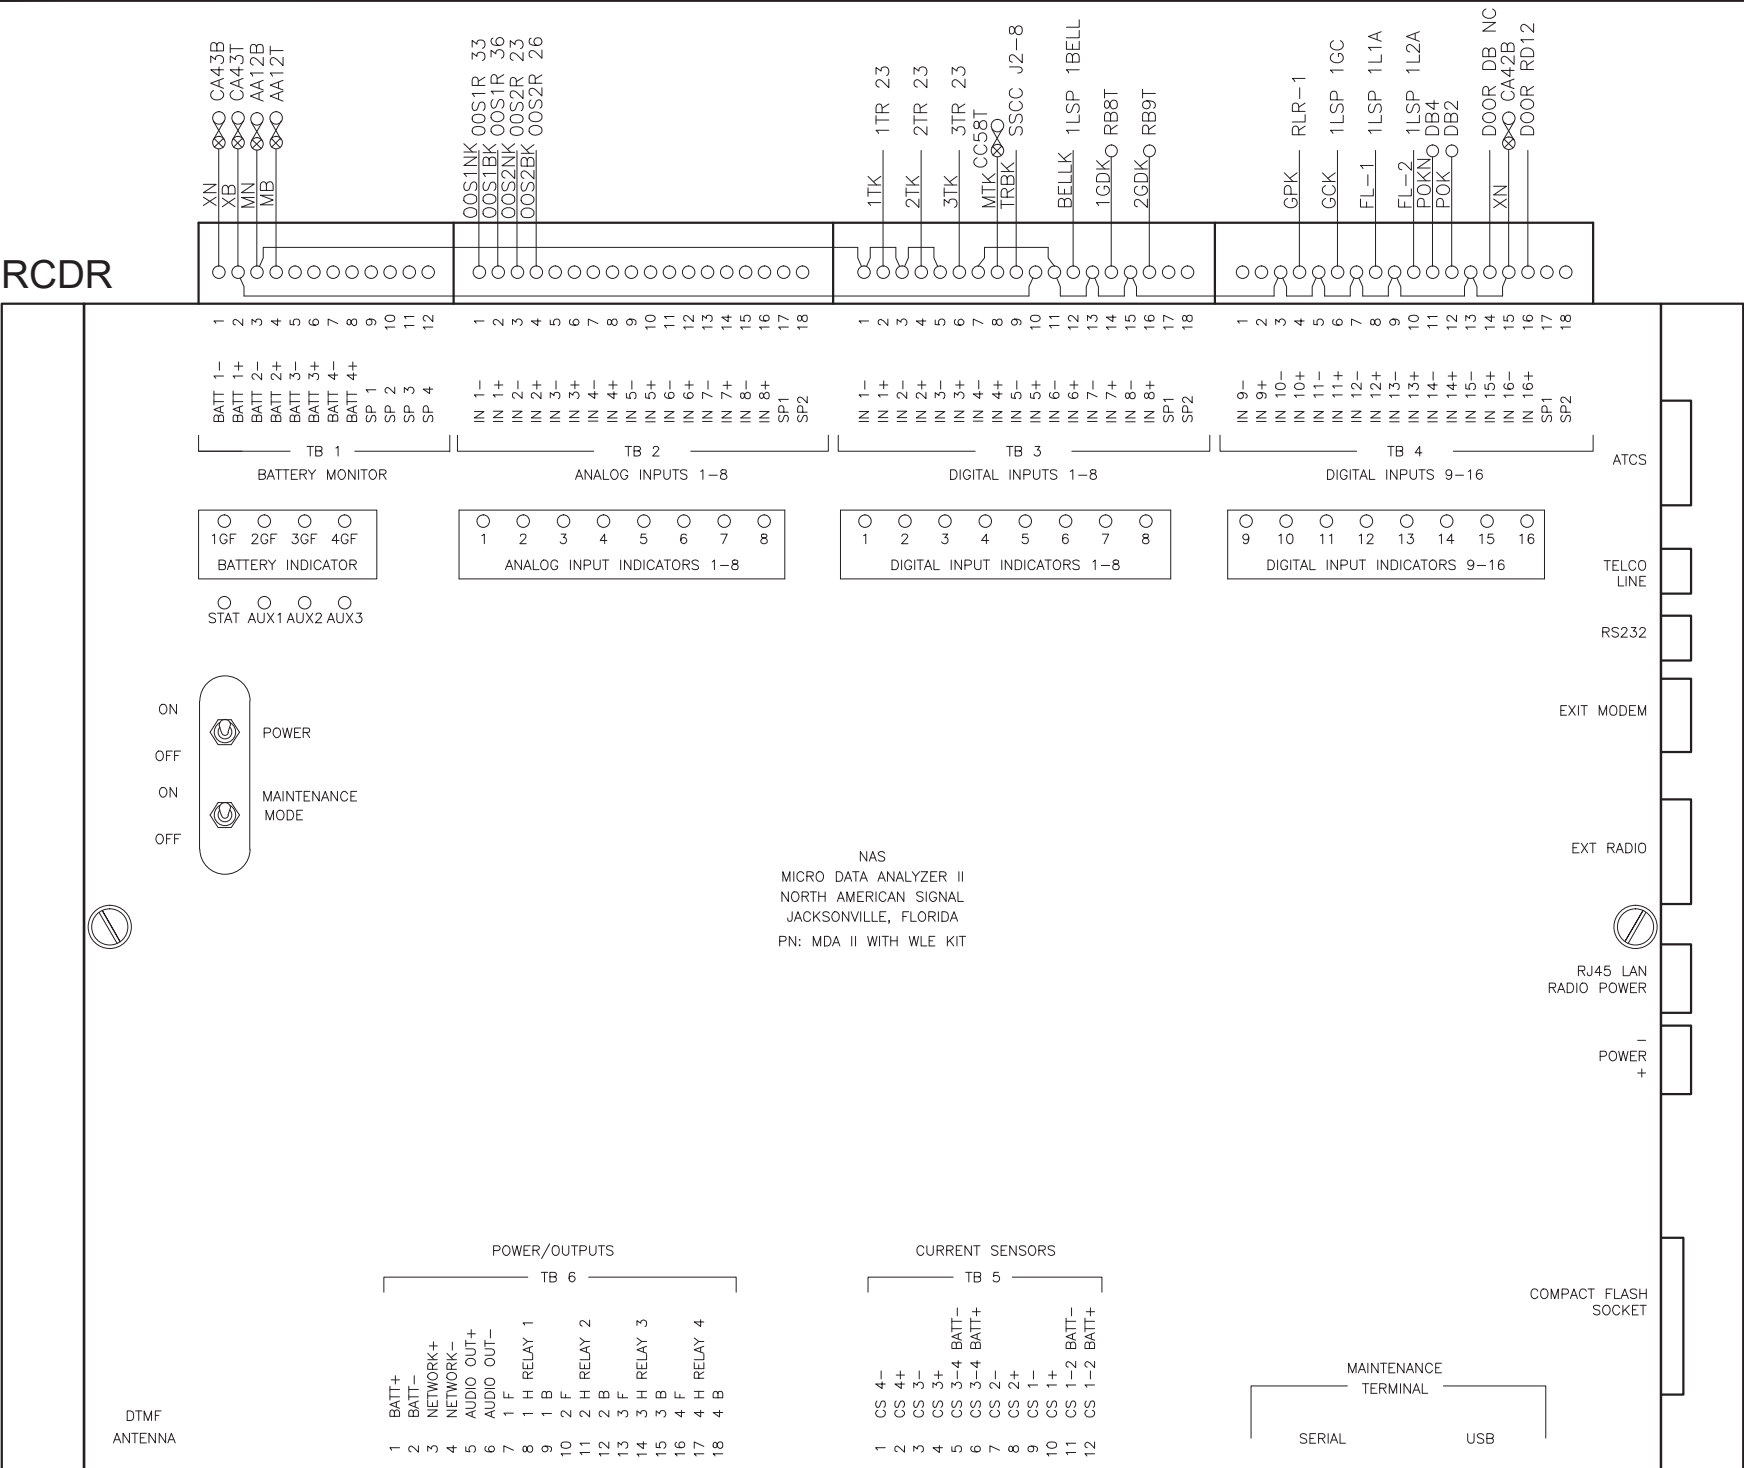 CA43B
CA43T
AA12B
AA12T
OOS1R 33
OOS1R 36
OOS2R 23
OOS2R 26
1TR 23
2TR 23
3TR 23
CC58T
SSCC J2-8
1LSP 1BELL
RB8T
RB9T
RLR-1
1LSP 1GC
1LSP 1L1A
1LSP 1L2A
DB4
DB2
DOOR DB NC
CA42B
DOOR RD12
XN
XB
MN
MB
OOS1NK
OOS1BK
OOS2NK
OOS2BK
1TK
2TK
3TK
MTK
TRBK
BELLK
1GDK
2GDK
GPK
GCK
FL-1
FL-2
POKN
POK
XN
RCDR
1 2 3 4 5 6 7 8 9 10 11 12
1 2 3 4 5 6 7 8 9 10 11 12 13 14 15 16 17 18
1 2 3 4 5 6 7 8 9 10 11 12 13 14 15 16 17 18
1 2 3 4 5 6 7 8 9 10 11 12 13 14 15 16 17 18
BATT 1-
BATT 1+
BATT 2-
BATT 2+
BATT 3-
BATT 3+
BATT 4-
BATT 4+
SP 1
SP 2
SP 3
SP 4
IN 1-
IN 1+
IN 2-
IN 2+
IN 3-
IN 3+
IN 4-
IN 4+
IN 5-
IN 5+
IN 6-
IN 6+
IN 7-
IN 7+
IN 8-
IN 8+
SP1
SP2
IN 1-
IN 1+
IN 2-
IN 2+
IN 3-
IN 3+
IN 4-
IN 4+
IN 5-
IN 5+
IN 6-
IN 6+
IN 7-
IN 7+
IN 8-
IN 8+
SP1
SP2
IN 9-
IN 9+
IN 10-
IN 10+
IN 11-
IN 11+
IN 12-
IN 12+
IN 13-
IN 13+
IN 14-
IN 14+
IN 15-
IN 15+
IN 16-
IN 16+
SP1
SP2
TB 1
BATTERY MONITOR
TB 2
ANALOG INPUTS 1-8
TB 3
DIGITAL INPUTS 1-8
TB 4
DIGITAL INPUTS 9-16
ATCS
1GF 2GF 3GF 4GF
BATTERY INDICATOR
1 2 3 4 5 6 7 8
ANALOG INPUT INDICATORS 1-8
1 2 3 4 5 6 7 8
DIGITAL INPUT INDICATORS 1-8
9 10 11 12 13 14 15 16
DIGITAL INPUT INDICATORS 9-16
TELCO
LINE
STAT AUX1 AUX2 AUX3
RS232
ON
POWER
OFF
ON
MAINTENANCE
MODE
OFF
EXIT MODEM
EXT RADIO
NAS
MICRO DATA ANALYZER II
NORTH AMERICAN SIGNAL
JACKSONVILLE, FLORIDA
PN: MDA II WITH WLE KIT
RJ45 LAN
RADIO POWER
-
POWER
+
POWER/OUTPUTS
TB 6
CURRENT SENSORS
TB 5
COMPACT FLASH
SOCKET
1 BATT+
2 BATT-
3 NETWORK+
4 NETWORK-
5 AUDIO OUT+
6 AUDIO OUT-
7 1 F
8 1 H RELAY 1
9 1 B
10 2 F
11 2 H RELAY 2
12 2 B
13 3 F
14 3 H RELAY 3
15 3 B
16 4 F
17 4 H RELAY 4
18 4 B
1 CS 4-
2 CS 4+
3 CS 3-
4 CS 3+
5 CS 3-4 BATT-
6 CS 3-4 BATT+
7 CS 2-
8 CS 2+
9 CS 1-
10 CS 1+
11 CS 1-2 BATT-
12 CS 1-2 BATT+
MAINTENANCE
TERMINAL
SERIAL
USB
DTMF
ANTENNA